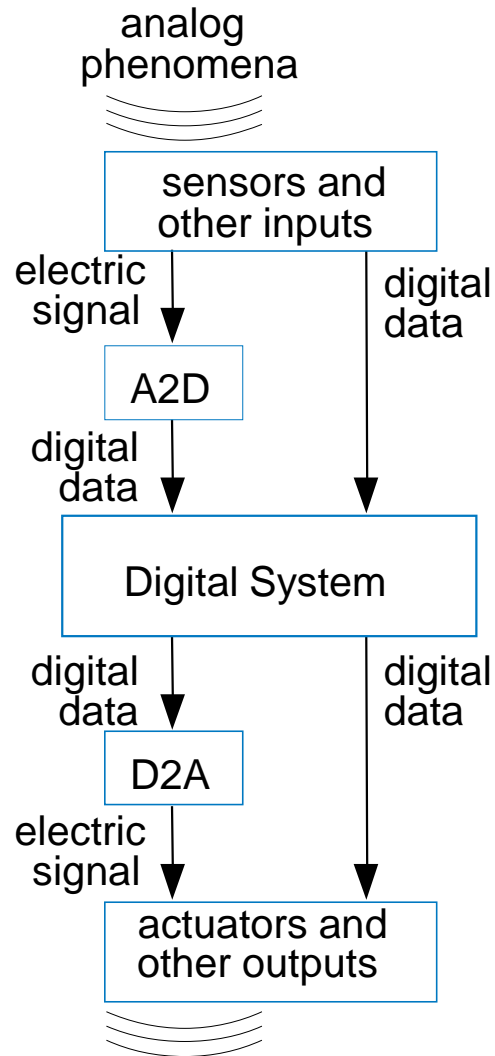 analog
phenomena
sensors and
other inputs
electric
signal
digital
data
A2D
digital
data
Digital System
digital
data
digital
data
D2A
electric
signal
actuators and
other outputs